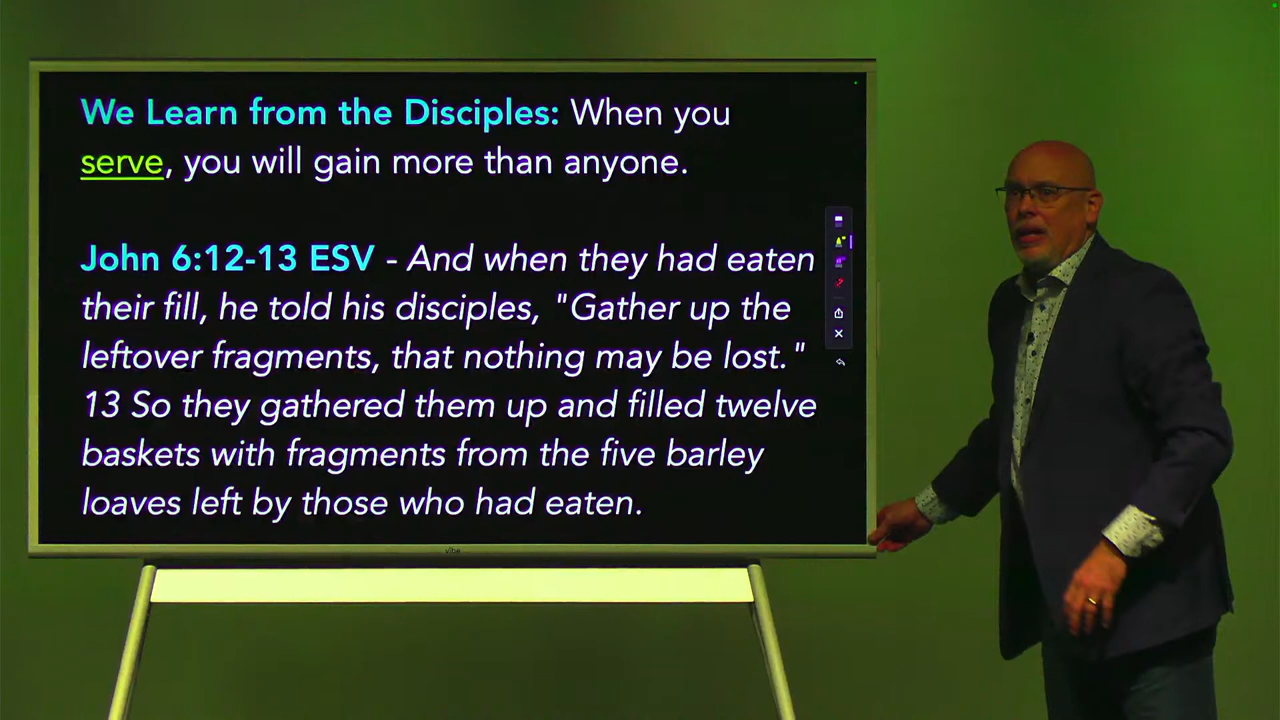 We Learn from the Disciples: When you
serve, you will gain more than anyone.
John 6:12-13 ESV - And when they had eaten
their fill, he told his disciples, "Gather up the
leftover fragments, that nothing may be lost."
13 So they gathered them up and filled twelve
baskets with fragments from the five barley
loaves left by those who had eaten.
vibe